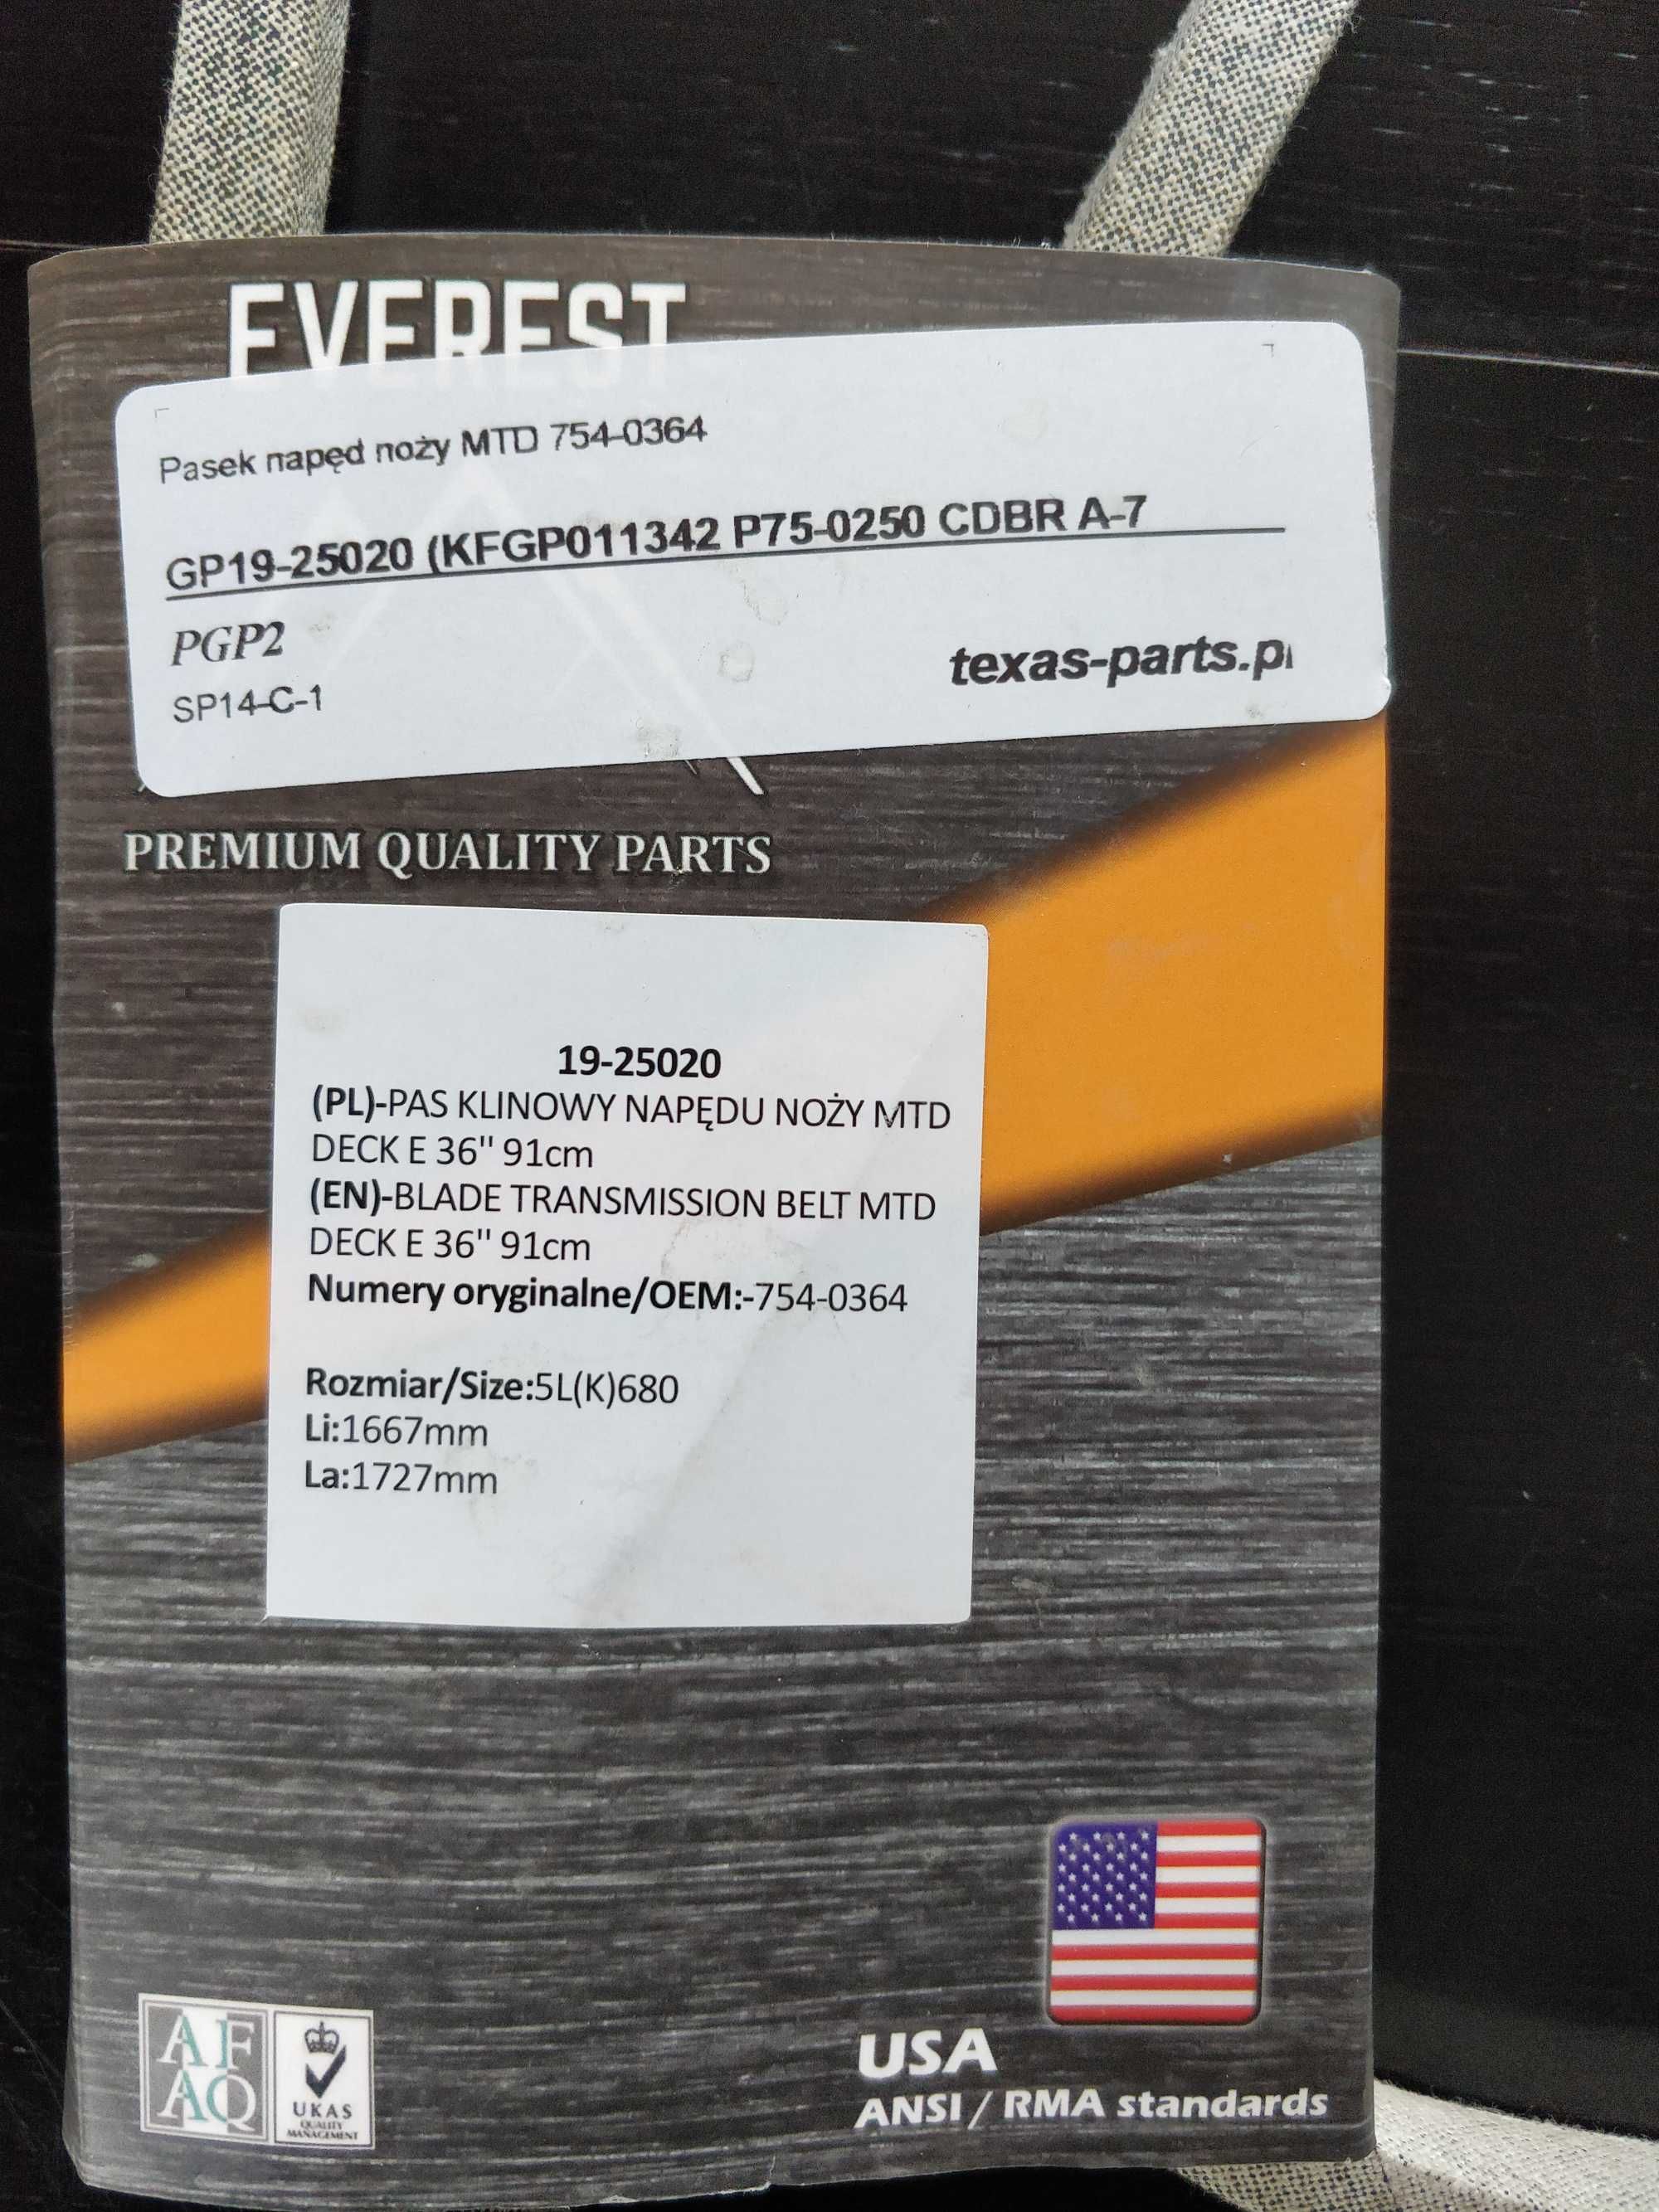 EVEREST
Pasek napęd noży MTD 754-0364
GP19-25020 (KFGP011342 P75-0250 CDBR A-7
PGP2
SP14-C-1
texas-parts.pl
PREMIUM QUALITY PARTS
19-25020
(PL)-PAS KLINOWY NAPĘDU NOŻY MTD
DECK E 36" 91cm
(EN)-BLADE TRANSMISSION BELT MTD
DECK E 36" 91cm
Numery oryginalne/OEM:-754-0364
Rozmiar/Size:5L(K)680
Li:1667mm
La:1727mm
AF
AQ
UKAS
QUALITY
MANAGEMENT
USA
ANSI / RMA standards